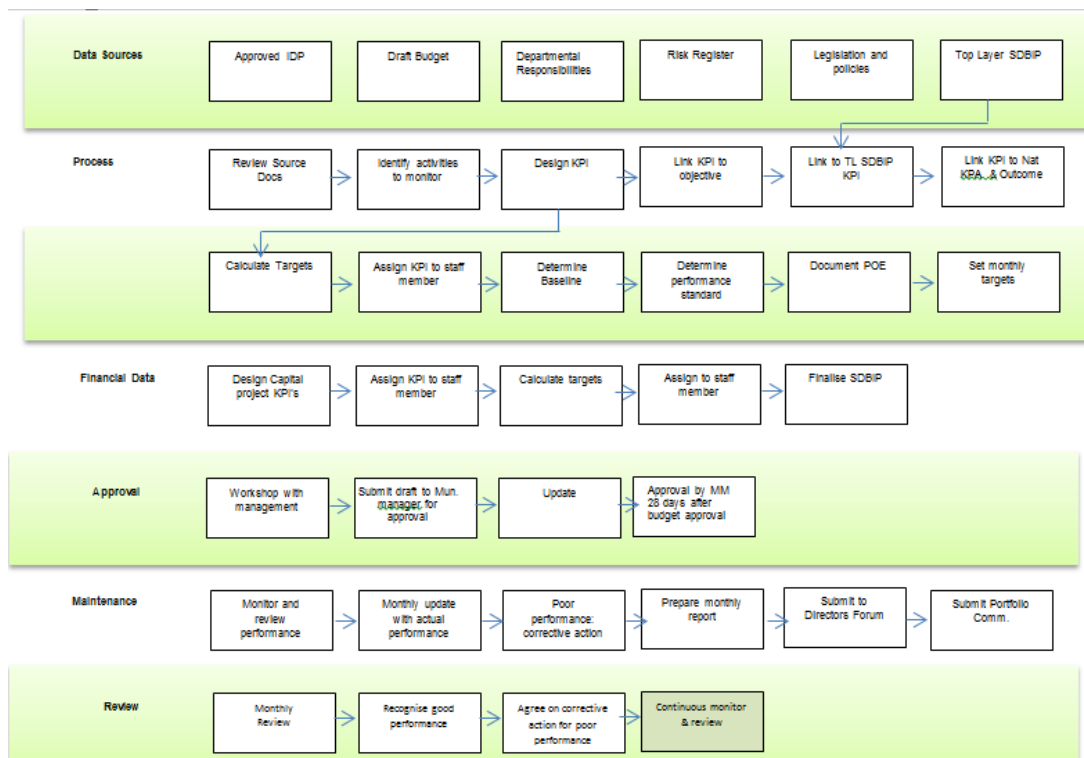 Data Sources
Approved IDP
Draft Budget
Departmental
Responsibilities
Risk Register
Legislation and
policies
Top Layer SDBIP
Process
Review Source
Docs
Identify activities
to monitor
Design KPI
Link KPI to
objective
Link to TL SDBIP
KPI
Link KPI to Nat
KPA & Outcome
Calculate Targets
Assign KPI to staff
member
Determine
Baseline
Determine
performance
standard
Document POE
Set monthly
targets
Financial Data
Design Capital
project KPI's
Assign KPI to staff
member
Calculate targets
Assign to staff
member
Finalise SDBIP
Approval
Workshop with
management
Submit draft to Mun.
manager for
approval
Update
Approval by MM
28 days after
budget approval
Maintenance
Monitor and
review
performance
Monthly update
with actual
performance
Poor
performance:
corrective action
Prepare monthly
report
Submit to
Directors Forum
Submit Portfolio
Comm.
Review
Monthly
Review
Recognise good
performance
Agree on corrective
action for poor
performance
Continuous monitor
& review